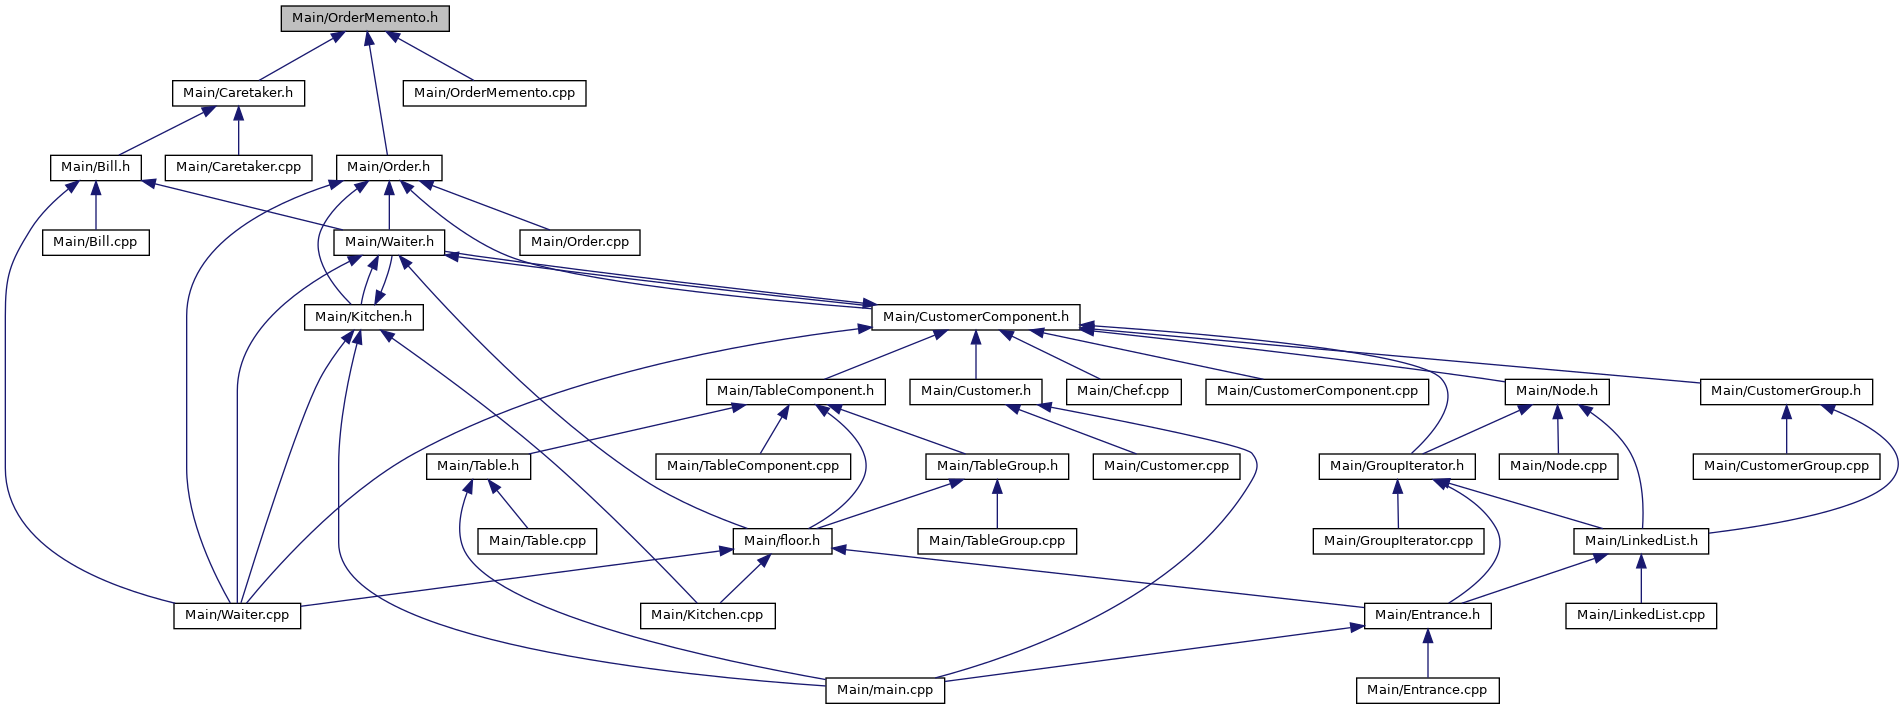 Main/OrderMemento.h
Main/Caretaker.h
Main/OrderMemento.cpp
Main/Bill.h
Main/Caretaker.cpp
Main/Order.h
Main/Bill.cpp
Main/Waiter.h
Main/Order.cpp
Main/Kitchen.h
Main/CustomerComponent.h
Main/TableComponent.h
Main/Customer.h
Main/Chef.cpp
Main/CustomerComponent.cpp
Main/Node.h
Main/CustomerGroup.h
Main/Table.h
Main/TableComponent.cpp
Main/TableGroup.h
Main/Customer.cpp
Main/GroupIterator.h
Main/Node.cpp
Main/CustomerGroup.cpp
Main/Table.cpp
Main/floor.h
Main/TableGroup.cpp
Main/GroupIterator.cpp
Main/LinkedList.h
Main/Waiter.cpp
Main/Kitchen.cpp
Main/Entrance.h
Main/LinkedList.cpp
Main/main.cpp
Main/Entrance.cpp